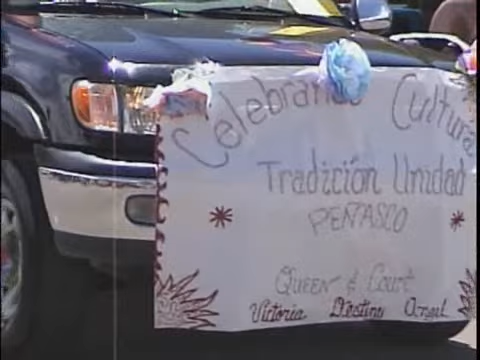 Celebrando Cultura
Tradición Unidad
PEÑASCO
Queen & Court
Victoria Destiny Angel